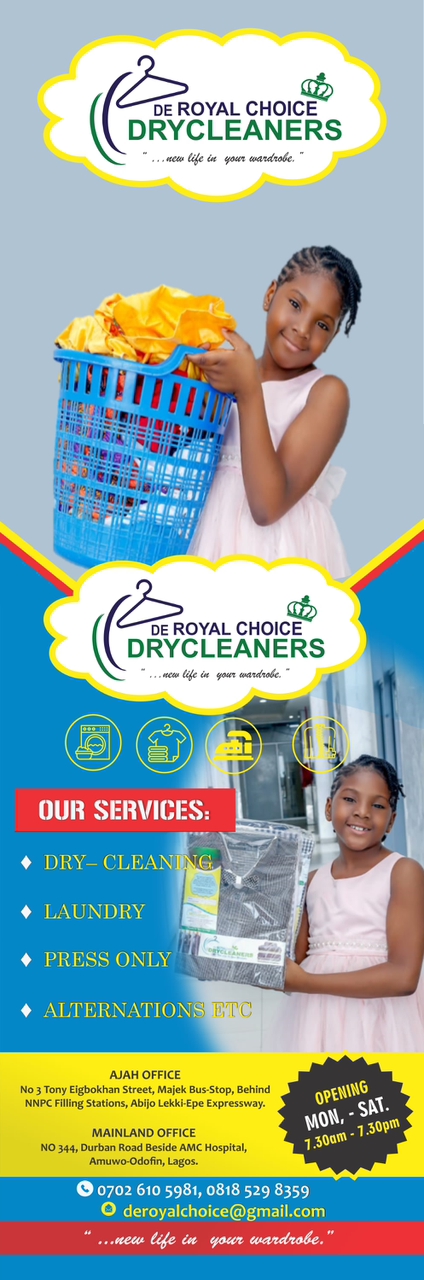 DE ROYAL CHOICE
DRYCLEANERS
" ...new life in your wardrobe. "
DE ROYAL CHOICE
DRYCLEANERS
" ...new life in your wardrobe. "
OUR SERVICES:
DRY– CLEANING
LAUNDRY
PRESS ONLY
ALTERNATIONS ETC
DRYCLEANERS
AJAH OFFICE
No 3 Tony Eigbokhan Street, Majek Bus-Stop, Behind
NNPC Filling Stations, Abijo Lekki-Epe Expressway.
MAINLAND OFFICE
NO 344, Durban Road Beside AMC Hospital,
Amuwo-Odofin, Lagos.
OPENING
MON, - SAT.
7.30am - 7.30pm
0702 610 5981, 0818 529 8359
deroyalchoice@gmail.com
" ...new life in your wardrobe."